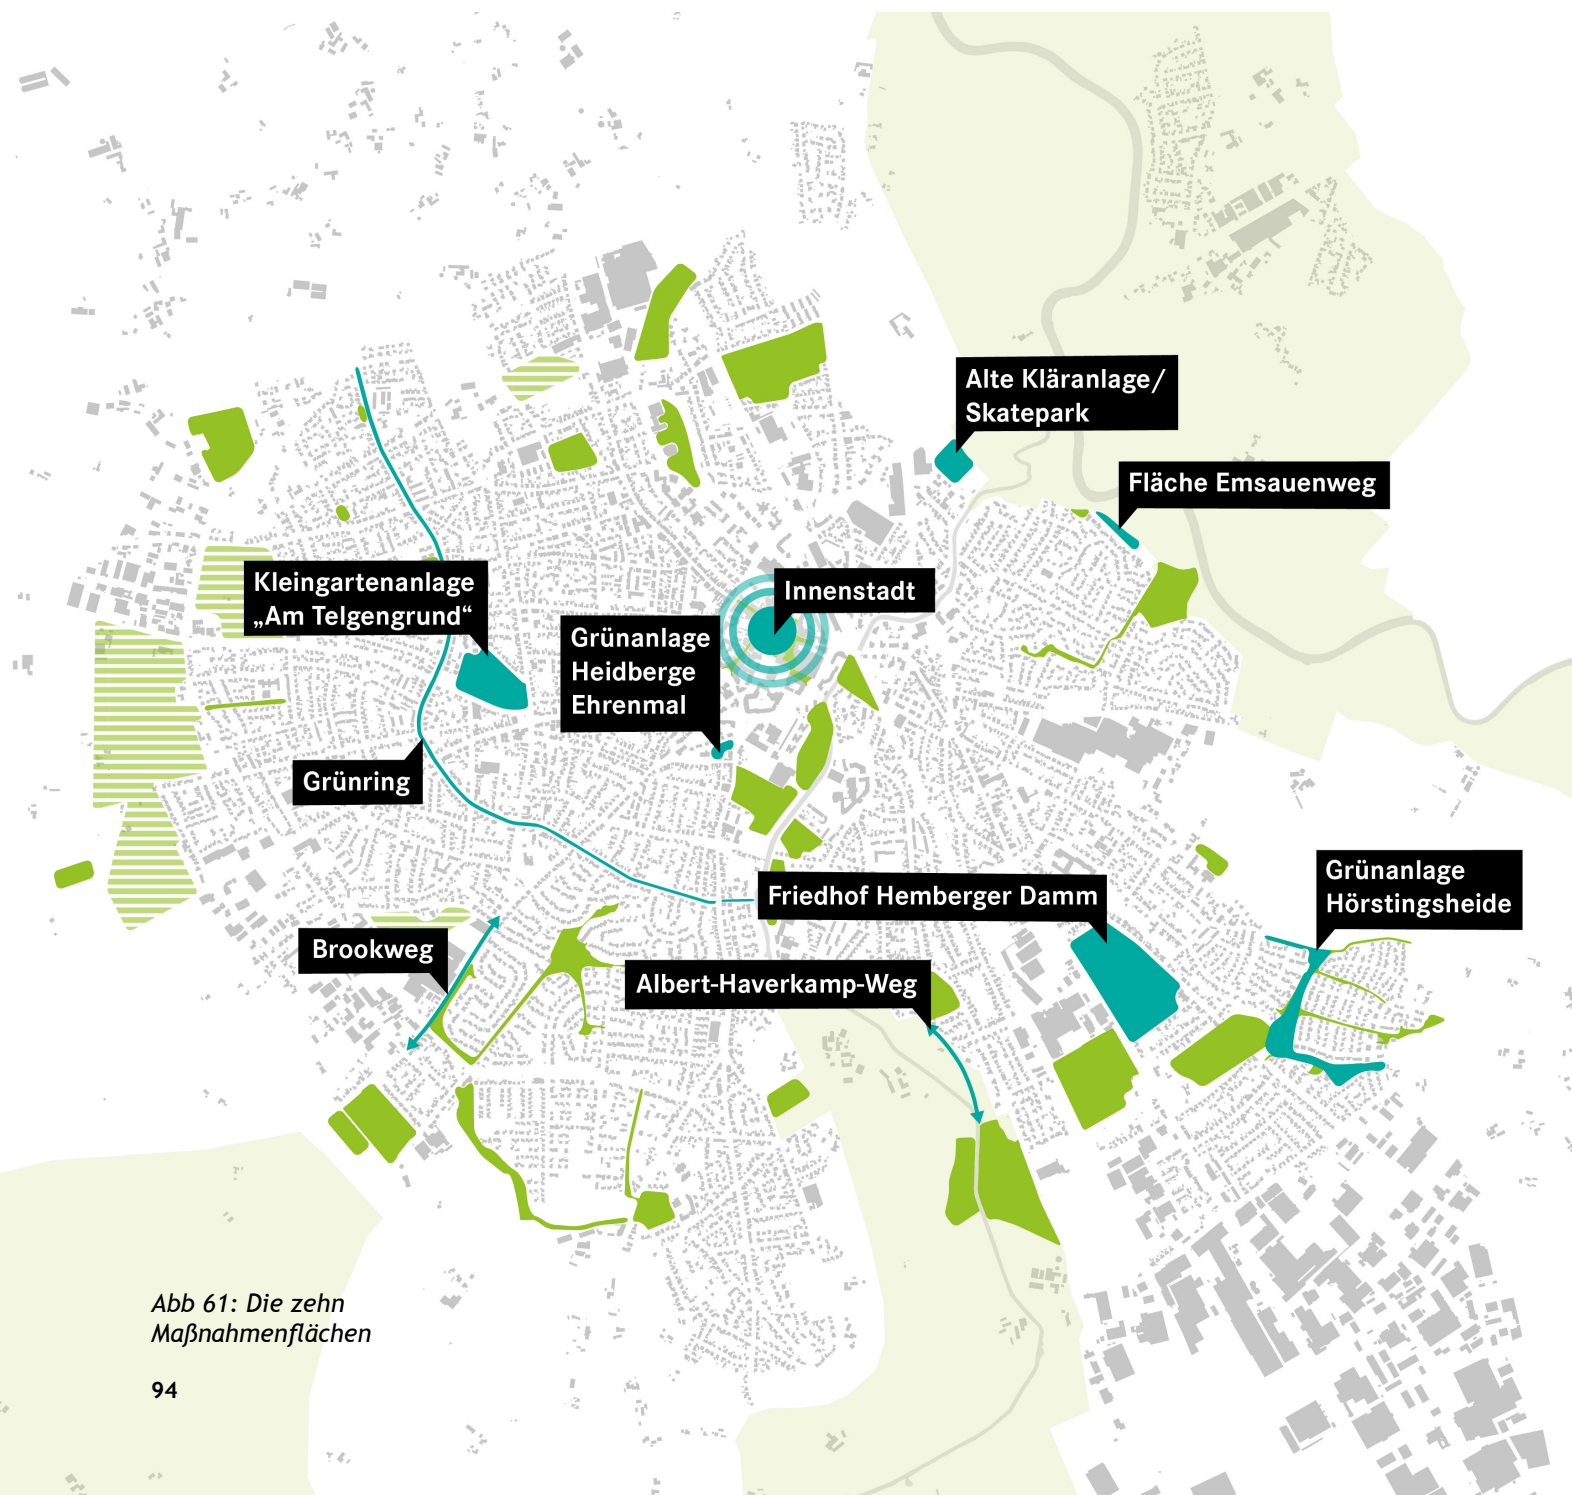 Alte Kläranlage/
Skatepark
Fläche Emsauenweg
Kleingartenanlage
„Am Telgengrund“
Innenstadt
Grünanlage
Heidberge
Ehrenmal
Grünring
Friedhof Hemberger Damm
Grünanlage
Hörstingsheide
Brookweg
Albert-Haverkamp-Weg
Abb 61: Die zehn
Maßnahmenflächen
94